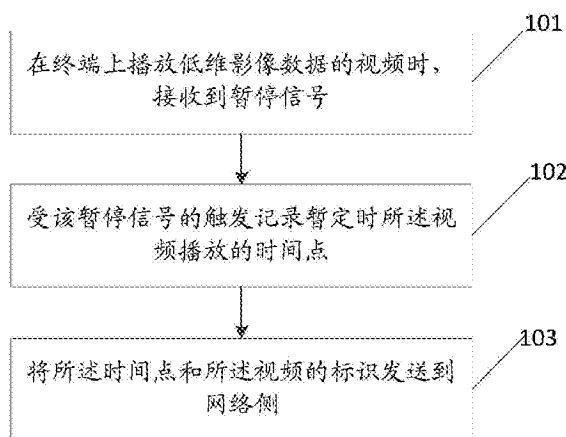 101
在终端上播放低维影像数据的视频时，
接收到暂停信号
102
受该暂停信号的触发记录暂定时所述视
频播放的时间点
103
将所述时间点和所述视频的标识发送到
网络侧